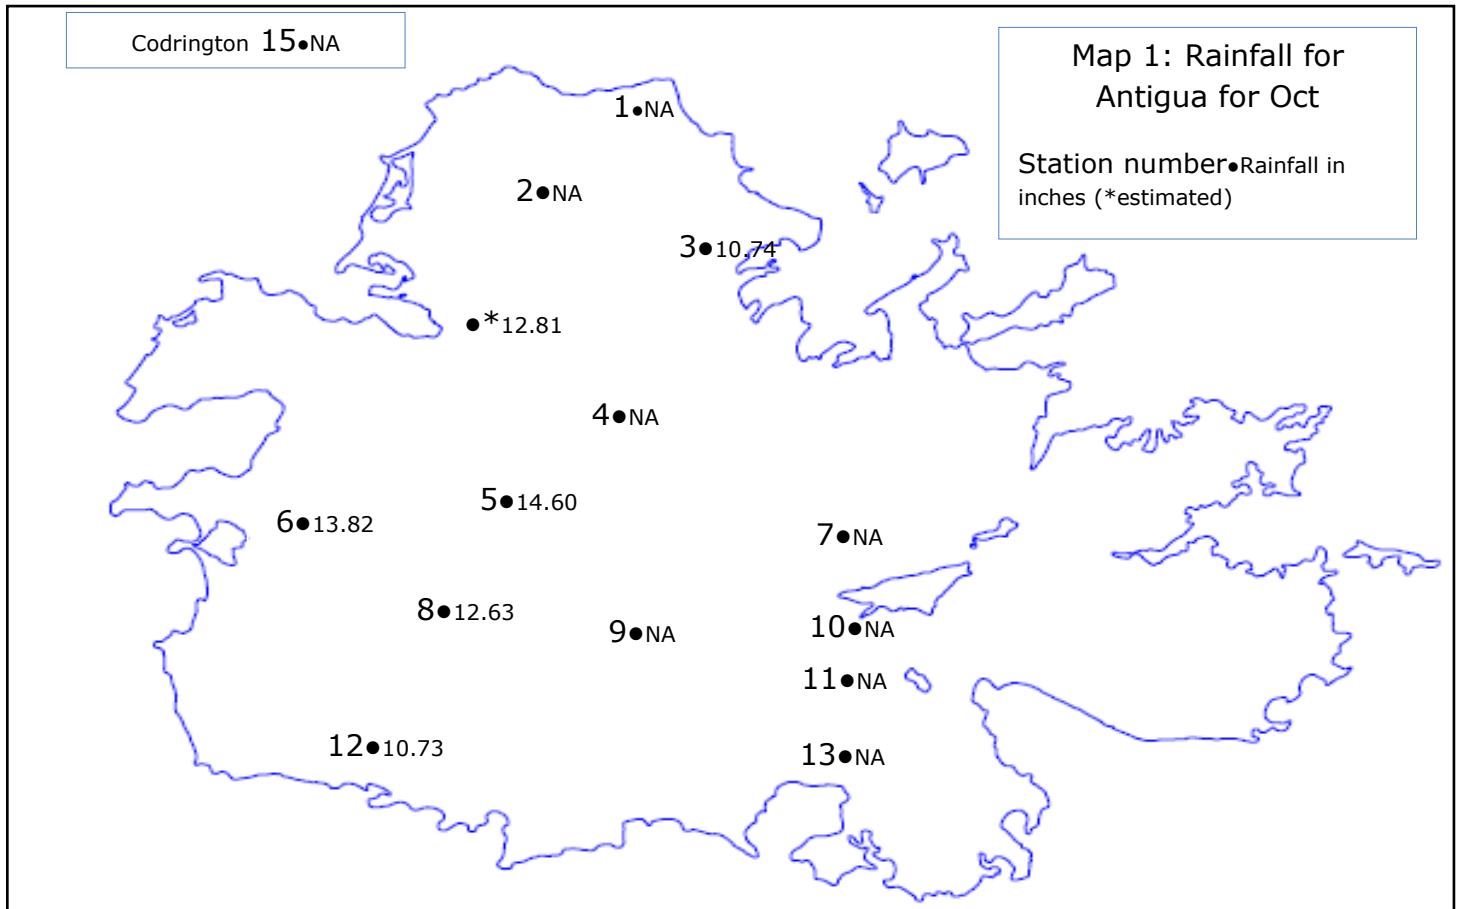 Codrington 15●NA
Map 1: Rainfall for
Antigua for Oct
Station number●Rainfall in
inches (*estimated)
1●NA
2●NA
3●10.74
●*12.81
4●NA
5●14.60
6●13.82
7●NA
8●12.63
9●NA
10●NA
11●NA
12●10.73
13●NA